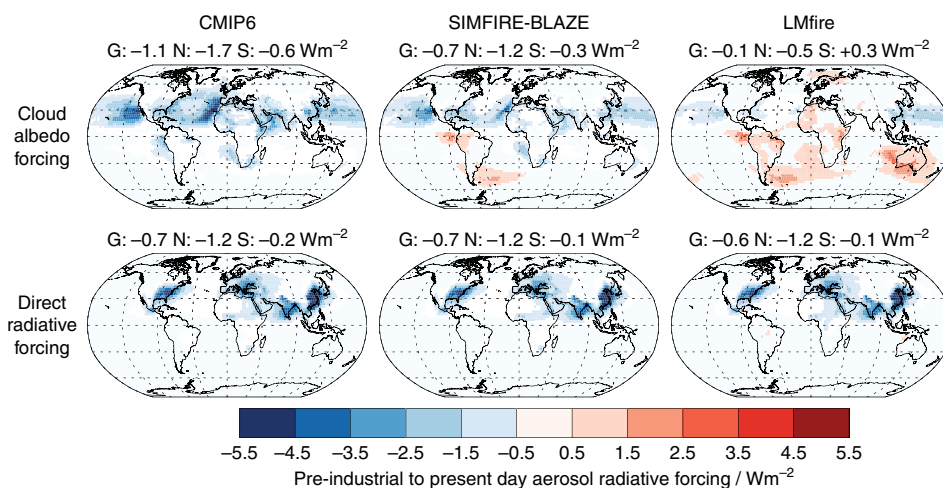 CMIP6 SIMFIRE-BLAZE LMfire
G: −1.1 N: −1.7 S: −0.6 Wm−2 G: −0.7 N: −1.2 S: −0.3 Wm−2 G: −0.1 N: −0.5 S: +0.3 Wm−2
Cloud
albedo
forcing
G: −0.7 N: −1.2 S: −0.2 Wm−2 G: −0.7 N: −1.2 S: −0.1 Wm−2 G: −0.6 N: −1.2 S: −0.1 Wm−2
Direct
radiative
forcing
−5.5 −4.5 −3.5 −2.5 −1.5 −0.5 0.5 1.5 2.5 3.5 4.5 5.5
Pre-industrial to present day aerosol radiative forcing / Wm−2